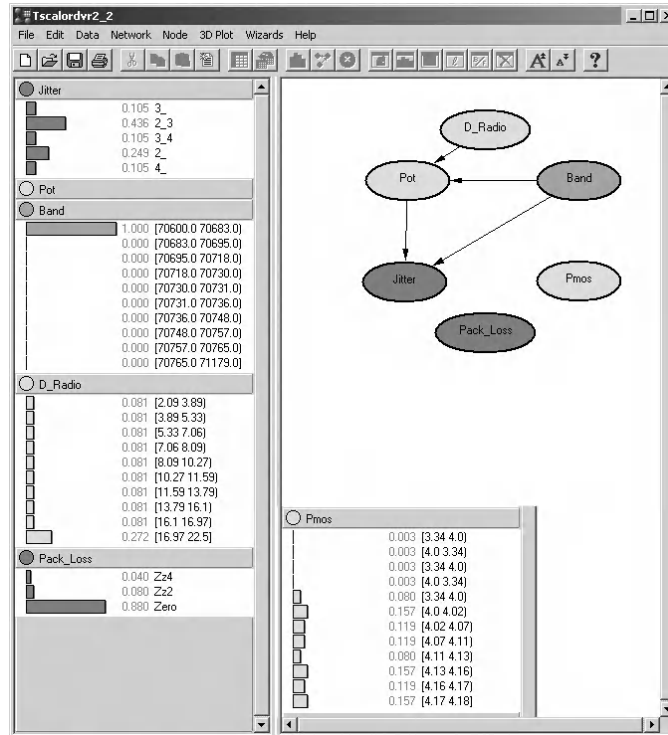 Tscalordvr2_2
File Edit Data Network Node 3D Plot Wizards Help
Jitter
0.105 3_
0.436 2_3
0.105 3_4
0.249 2_
0.105 4_
Pot
Band
1.000 [70600.0 70683.0)
0.000 [70683.0 70695.0)
0.000 [70695.0 70718.0)
0.000 [70718.0 70730.0)
0.000 [70730.0 70731.0)
0.000 [70731.0 70736.0)
0.000 [70736.0 70748.0)
0.000 [70748.0 70757.0)
0.000 [70757.0 70765.0)
0.000 [70765.0 71179.0]
D_Radio
0.081 [2.09 3.89)
0.081 [3.89 5.33)
0.081 [5.33 7.06)
0.081 [7.06 8.09)
0.081 [8.09 10.27)
0.081 [10.27 11.59)
0.081 [11.59 13.79)
0.081 [13.79 16.1)
0.081 [16.1 16.97)
0.272 [16.97 22.5]
Pack_Loss
0.040 Zz4
0.080 Zz2
0.880 Zero
D_Radio
Pot
Band
Jitter
Pmos
Pack_Loss
Pmos
0.003 [3.34 4.0)
0.003 [4.0 3.34)
0.003 [3.34 4.0)
0.003 [4.0 3.34)
0.080 [3.34 4.0)
0.157 [4.0 4.02)
0.119 [4.02 4.07)
0.119 [4.07 4.11)
0.080 [4.11 4.13)
0.157 [4.13 4.16)
0.119 [4.16 4.17)
0.157 [4.17 4.18]